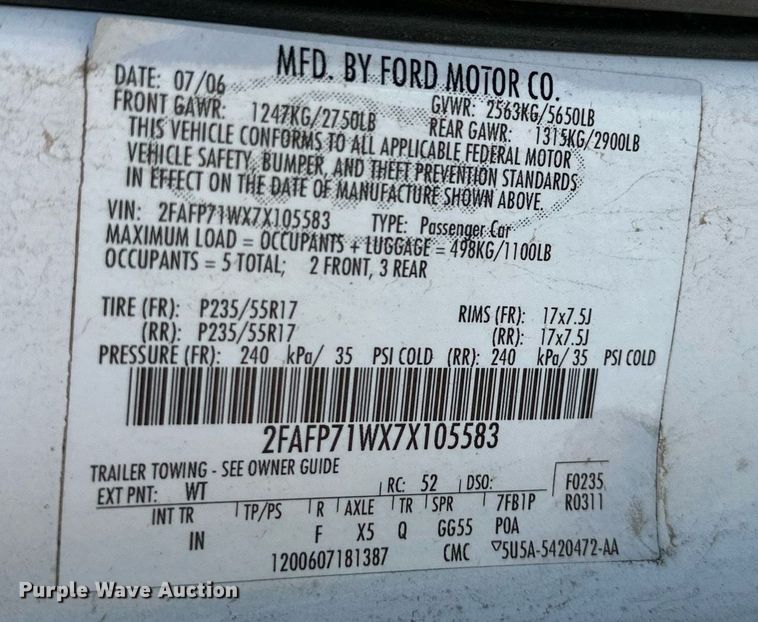 MFD. BY FORD MOTOR CO.
DATE: 07/06 GVWR: 2563KG/5650LB
FRONT GAWR: 1247KG/2750LB REAR GAWR: 1315KG/2900LB
THIS VEHICLE CONFORMS TO ALL APPLICABLE FEDERAL MOTOR
VEHICLE SAFETY, BUMPER, AND THEFT PREVENTION STANDARDS
IN EFFECT ON THE DATE OF MANUFACTURE SHOWN ABOVE.
VIN: 2FAFP71WX7X105583 TYPE: Passenger Car
MAXIMUM LOAD = OCCUPANTS + LUGGAGE = 498KG/1100LB
OCCUPANTS = 5 TOTAL; 2 FRONT, 3 REAR
TIRE (FR): P235/55R17 RIMS (FR): 17x7.5J
(RR): P235/55R17 (RR): 17x7.5J
PRESSURE (FR): 240 kPa/ 35 PSI COLD (RR): 240 kPa/ 35 PSI COLD
2FAFP71WX7X105583
TRAILER TOWING - SEE OWNER GUIDE
EXT PNT: WT RC: 52 DSO: F0235
INT TR TP/PS R AXLE TR SPR 7FB1P R0311
IN F X5 Q GG55 POA
1200607181387 CMC ▽5U5A-5420472-AA
Purple Wave Auction